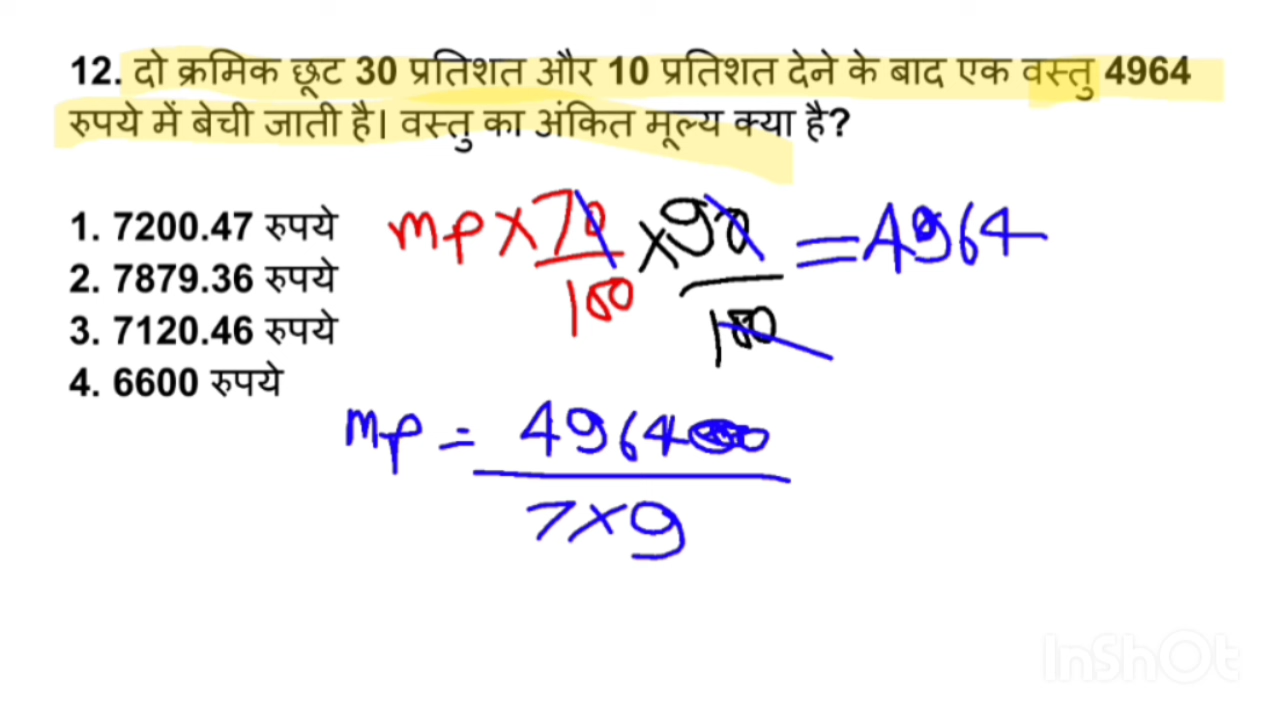 12. दो क्रमिक छूट 30 प्रतिशत और 10 प्रतिशत देने के बाद एक वस्तु 4964
रुपये में बेची जाती है। वस्तु का अंकित मूल्य क्या है?
1. 7200.47 रुपये
2. 7879.36 रुपये
3. 7120.46 रुपये
4. 6600 रुपये
mp × 70/100 × 90/100 = 4964
mp = 496400
7×9
InShOt